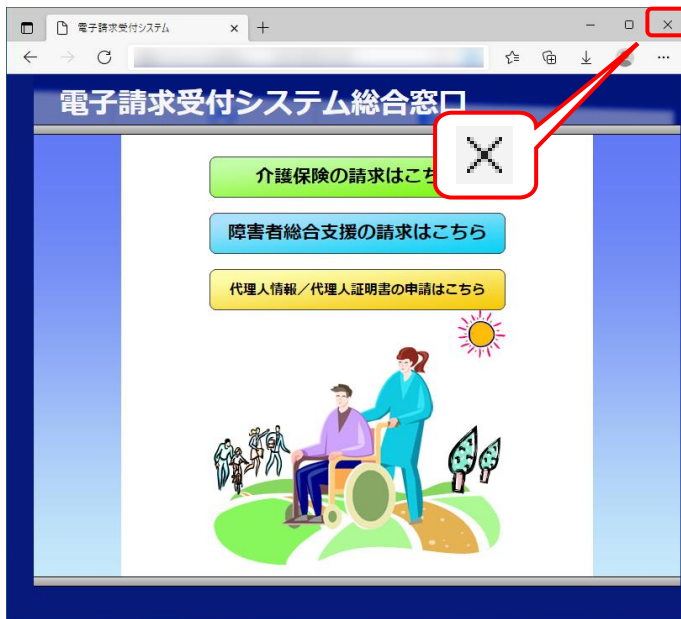 電子請求受付システム
電子請求受付システム総合窓口
介護保険の請求はこち
障害者総合支援の請求はこちら
代理人情報／代理人証明書の申請はこちら